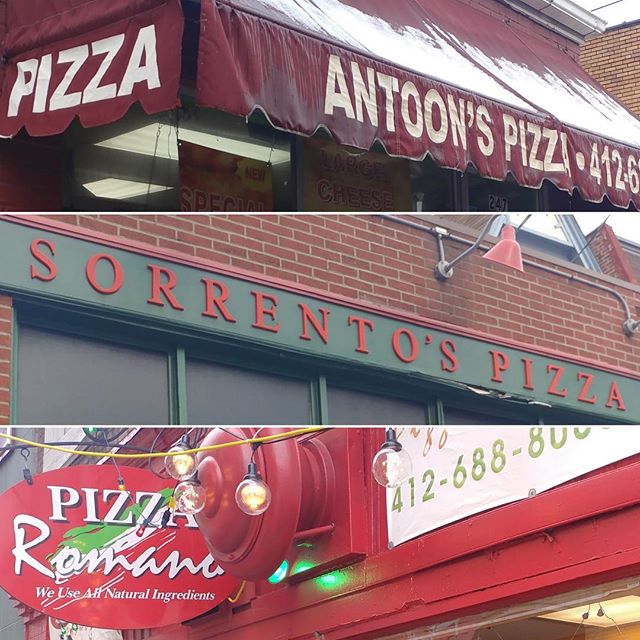 PIZZA
ANTOON'S PIZZA • 412-6
NEW
SPECIAL
LARGE
CHEESE
247
SORRENTO'S PIZZA
412-688-80
PIZZA
Romano
We Use All Natural Ingredients